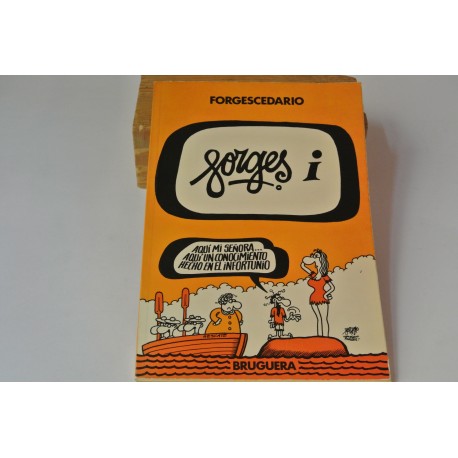 FORGESCEDARIO
forges i
AQUÍ MI SEÑORA...
AQUÍ UN CONOCIMIENTO
HECHO EN EL INFORTUNIO
BRUGUERA